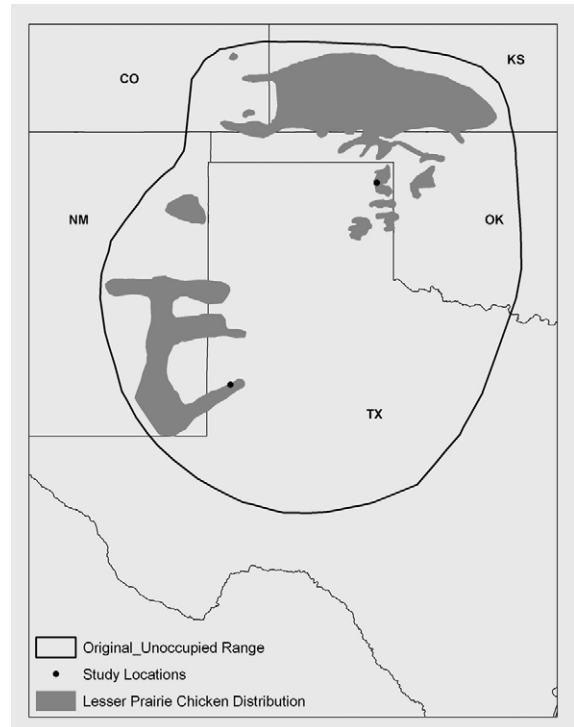 KS
CO
NM
OK
TX
Original_Unoccupied Range
Study Locations
Lesser Prairie Chicken Distribution